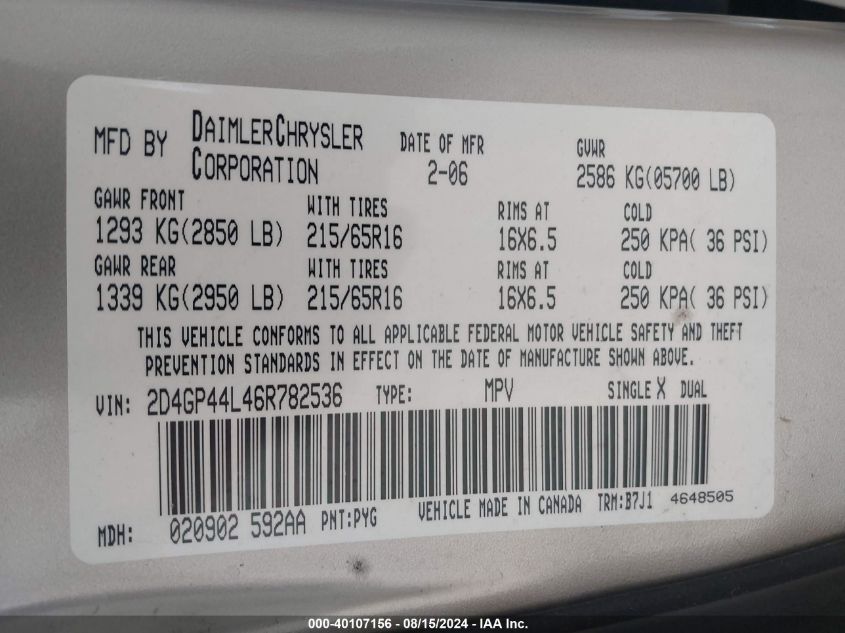 MFD BY DAIMLERCHRYSLER CORPORATION DATE OF MFR 2-06 GVWR 2586 KG(05700 LB)
GAWR FRONT WITH TIRES RIMS AT COLD
1293 KG(2850 LB) 215/65R16 16X6.5 250 KPA( 36 PSI)
GAWR REAR WITH TIRES RIMS AT COLD
1339 KG(2950 LB) 215/65R16 16X6.5 250 KPA( 36 PSI)
THIS VEHICLE CONFORMS TO ALL APPLICABLE FEDERAL MOTOR VEHICLE SAFETY AND THEFT
PREVENTION STANDARDS IN EFFECT ON THE DATE OF MANUFACTURE SHOWN ABOVE.
VIN: 2D4GP44L46R782536 TYPE: MPV SINGLE X DUAL
MDH: 020902 592AA PNT:PYG VEHICLE MADE IN CANADA TRM:B7J1 4648505
000-40107156 - 08/15/2024 - IAA Inc.